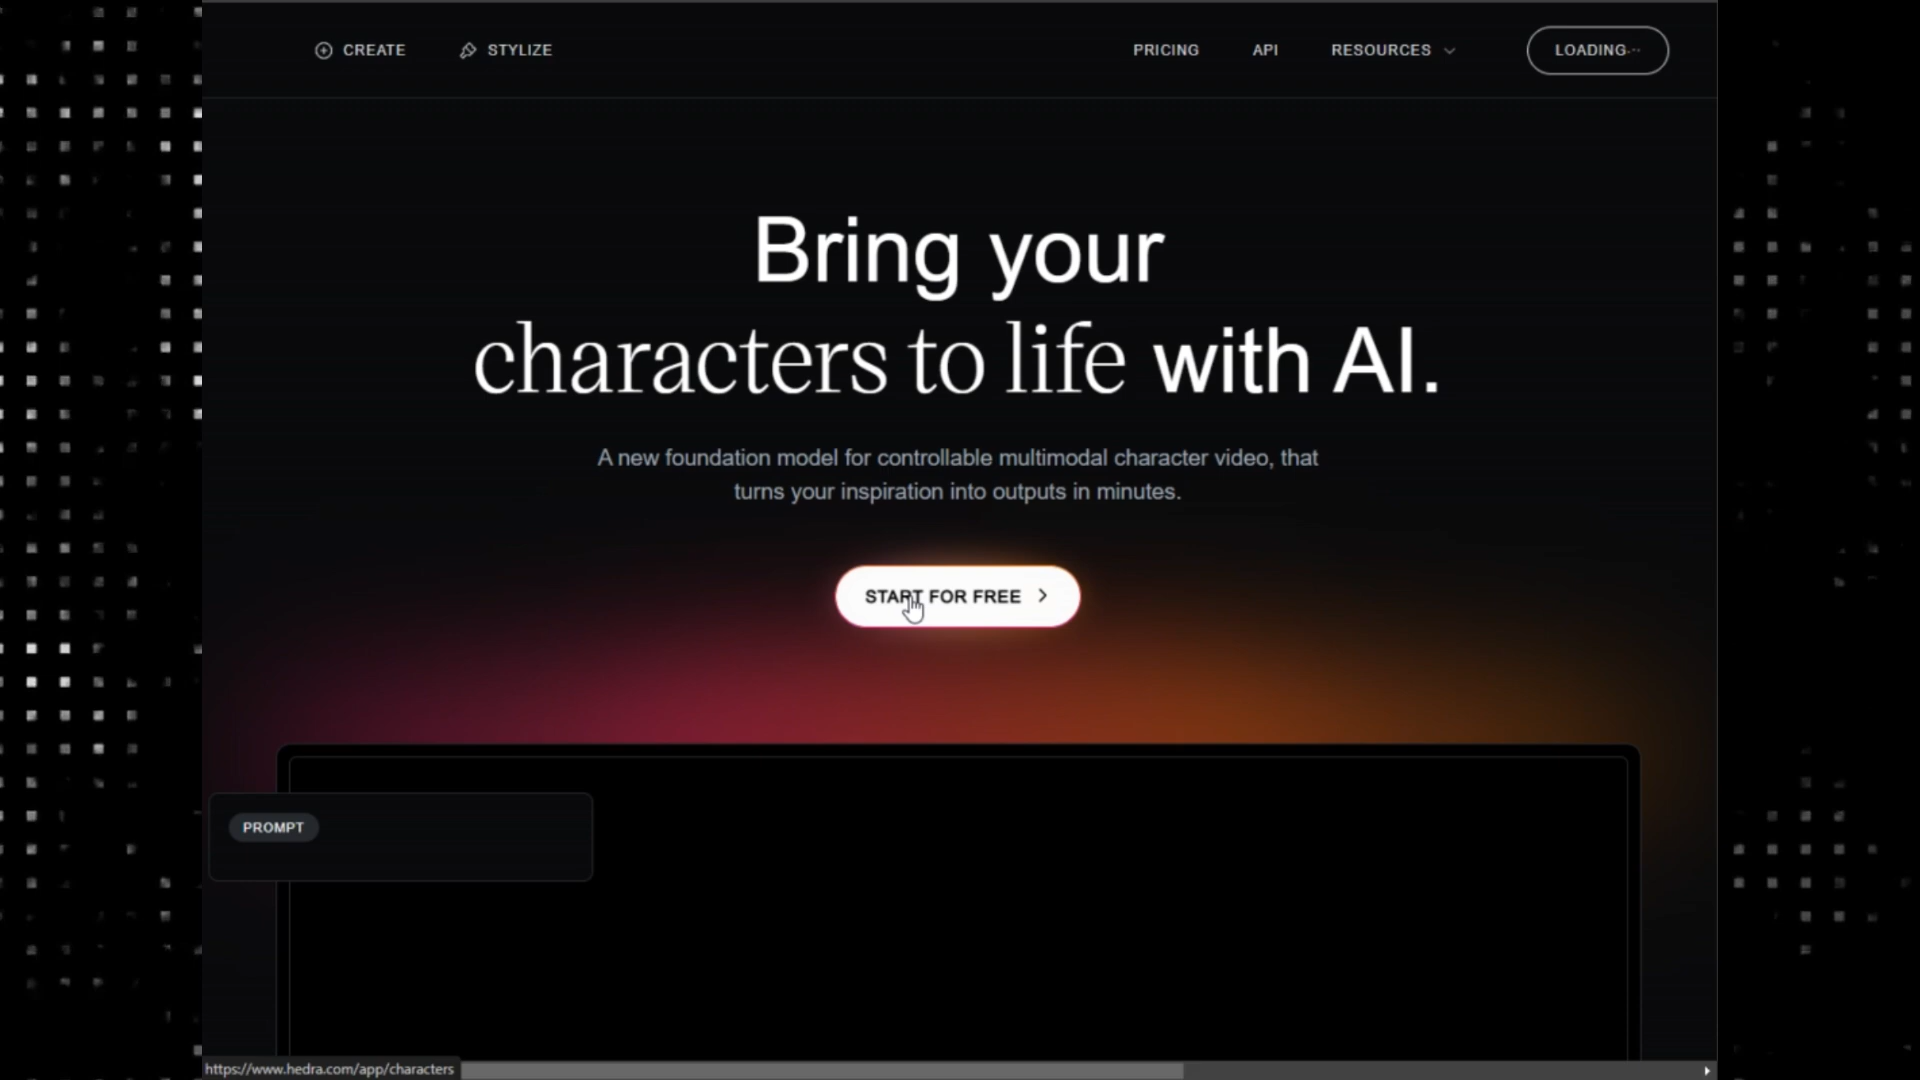 CREATE
STYLIZE
PRICING
API
RESOURCES
LOADING
Bring your
characters to life with AI.
A new foundation model for controllable multimodal character video, that
turns your inspiration into outputs in minutes.
START FOR FREE
PROMPT
https://www.hedra.com/app/characters